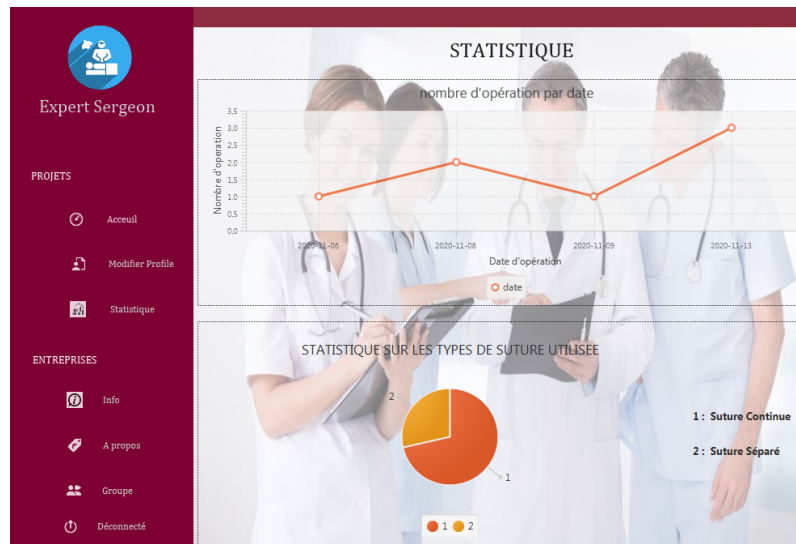 Expert Sergeon
PROJETS
Acceuil
Modifier Profile
Statistique
ENTREPRISES
Info
A propos
Groupe
Déconnecté
STATISTIQUE
nombre d'opération par date
Nombre d'operation
3,5
3,0
2,5
2,0
1,5
1,0
0,5
0,0
2020-11-06 2020-11-08 2020-11-09 2020-11-13
Date d'opération
date
STATISTIQUE SUR LES TYPES DE SUTURE UTILISEE
2
1
1 : Suture Continue
2 : Suture Séparé
1 2